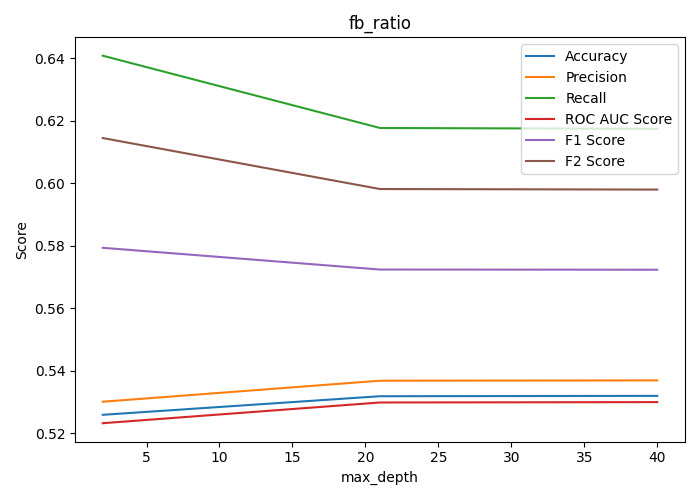 fb_ratio
Accuracy
Precision
Recall
ROC AUC Score
F1 Score
F2 Score
Score
0.64
0.62
0.60
0.58
0.56
0.54
0.52
5 10 15 20 25 30 35 40
max_depth